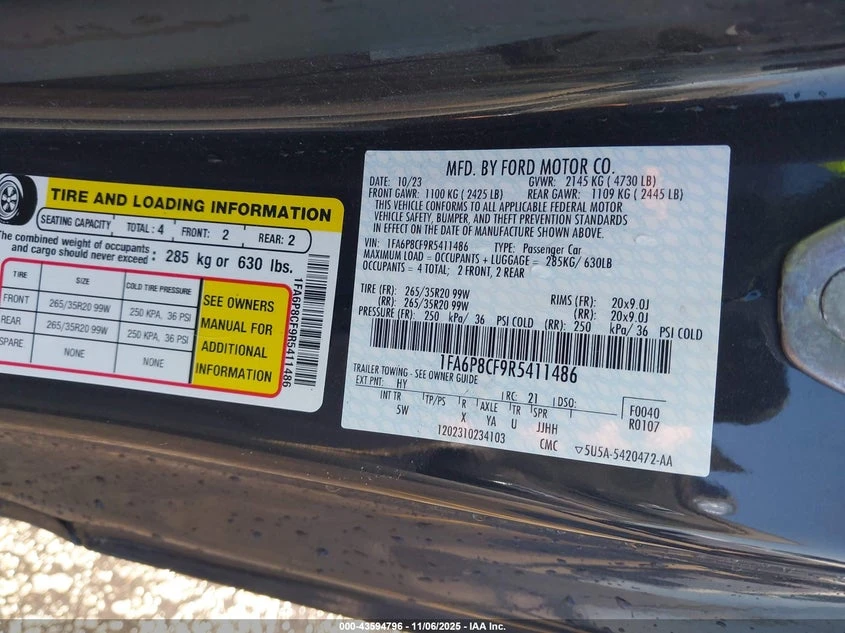 TIRE AND LOADING INFORMATION
SEATING CAPACITY TOTAL : 4 FRONT: 2 REAR: 2
The combined weight of occupants and cargo should never exceed : 285 kg or 630 lbs.
TIRE SIZE COLD TIRE PRESSURE
FRONT 265/35R20 99W 250 KPA, 36 PSI
REAR 265/35R20 99W 250 KPA, 36 PSI
SPARE NONE NONE
SEE OWNERS
MANUAL FOR
ADDITIONAL
INFORMATION
1FA6P8CF9R5411486
MFD. BY FORD MOTOR CO.
DATE: 10/23 GVWR: 2145 KG ( 4730 LB)
FRONT GAWR: 1100 KG ( 2425 LB) REAR GAWR: 1109 KG ( 2445 LB)
THIS VEHICLE CONFORMS TO ALL APPLICABLE FEDERAL MOTOR
VEHICLE SAFETY, BUMPER, AND THEFT PREVENTION STANDARDS
IN EFFECT ON THE DATE OF MANUFACTURE SHOWN ABOVE.
VIN: 1FA6P8CF9R5411486 TYPE: Passenger Car
MAXIMUM LOAD = OCCUPANTS + LUGGAGE = 285KG/ 630LB
OCCUPANTS = 4 TOTAL; 2 FRONT, 2 REAR
TIRE (FR): 265/35R20 99W RIMS (FR): 20x9.0J
(RR): 265/35R20 99W (RR): 20x9.0J
PRESSURE (FR): 250 kPa/ 36 PSI COLD (RR): 250 kPa/ 36 PSI COLD
1FA6P8CF9R5411486
TRAILER TOWING - SEE OWNER GUIDE
EXT PNT: HY RC: 21 DSO:
INT TR TP/PS R AXLE TR SPR F0040
5W X YA U JJHH R0107
1202310234103 CMC ▽5U5A-5420472-AA
000-43594796 - 11/06/2025 - IAA Inc.